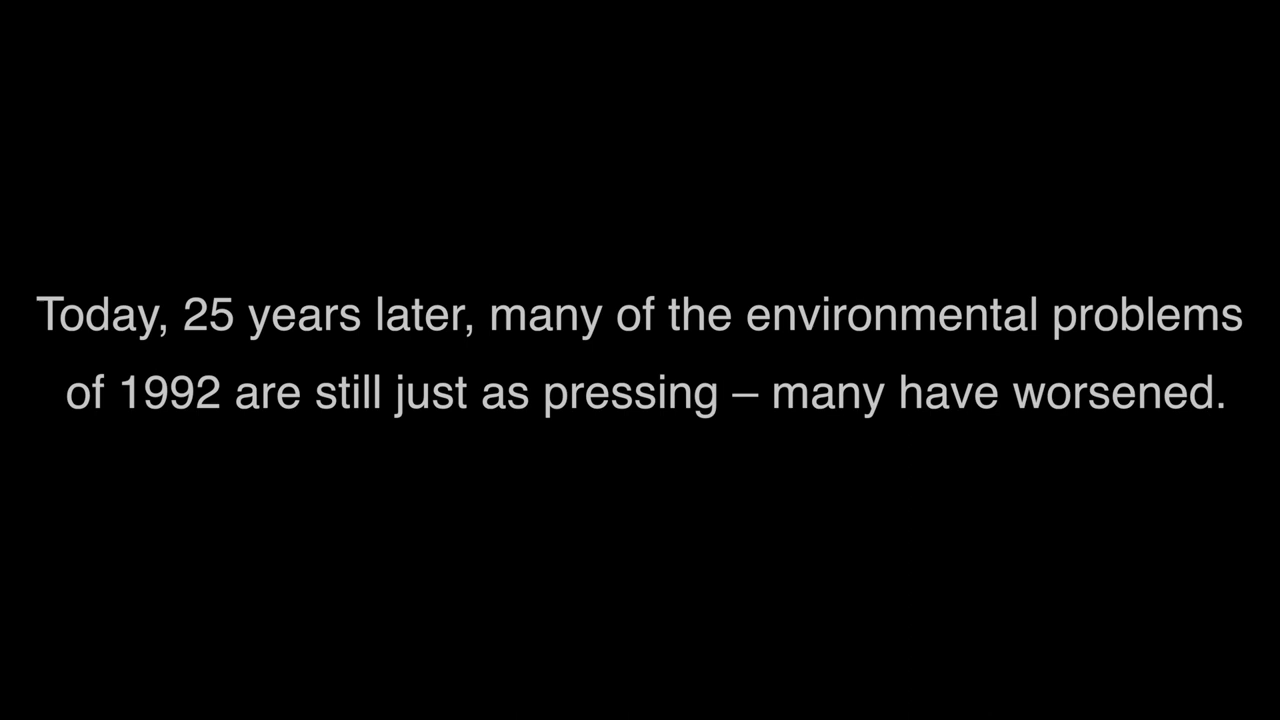 Today, 25 years later, many of the environmental problems
of 1992 are still just as pressing – many have worsened.